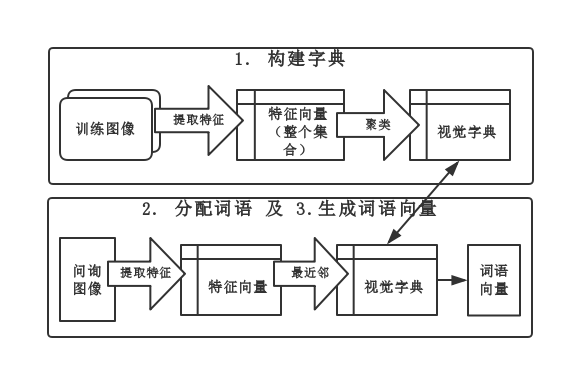 1. 构建字典
训练图像
提取特征
特征向量
（整个集
合）
聚类
视觉字典
2. 分配词语 及 3.生成词语向量
问询
图像
提取特征
特征向量
最近邻
视觉字典
词语
向量